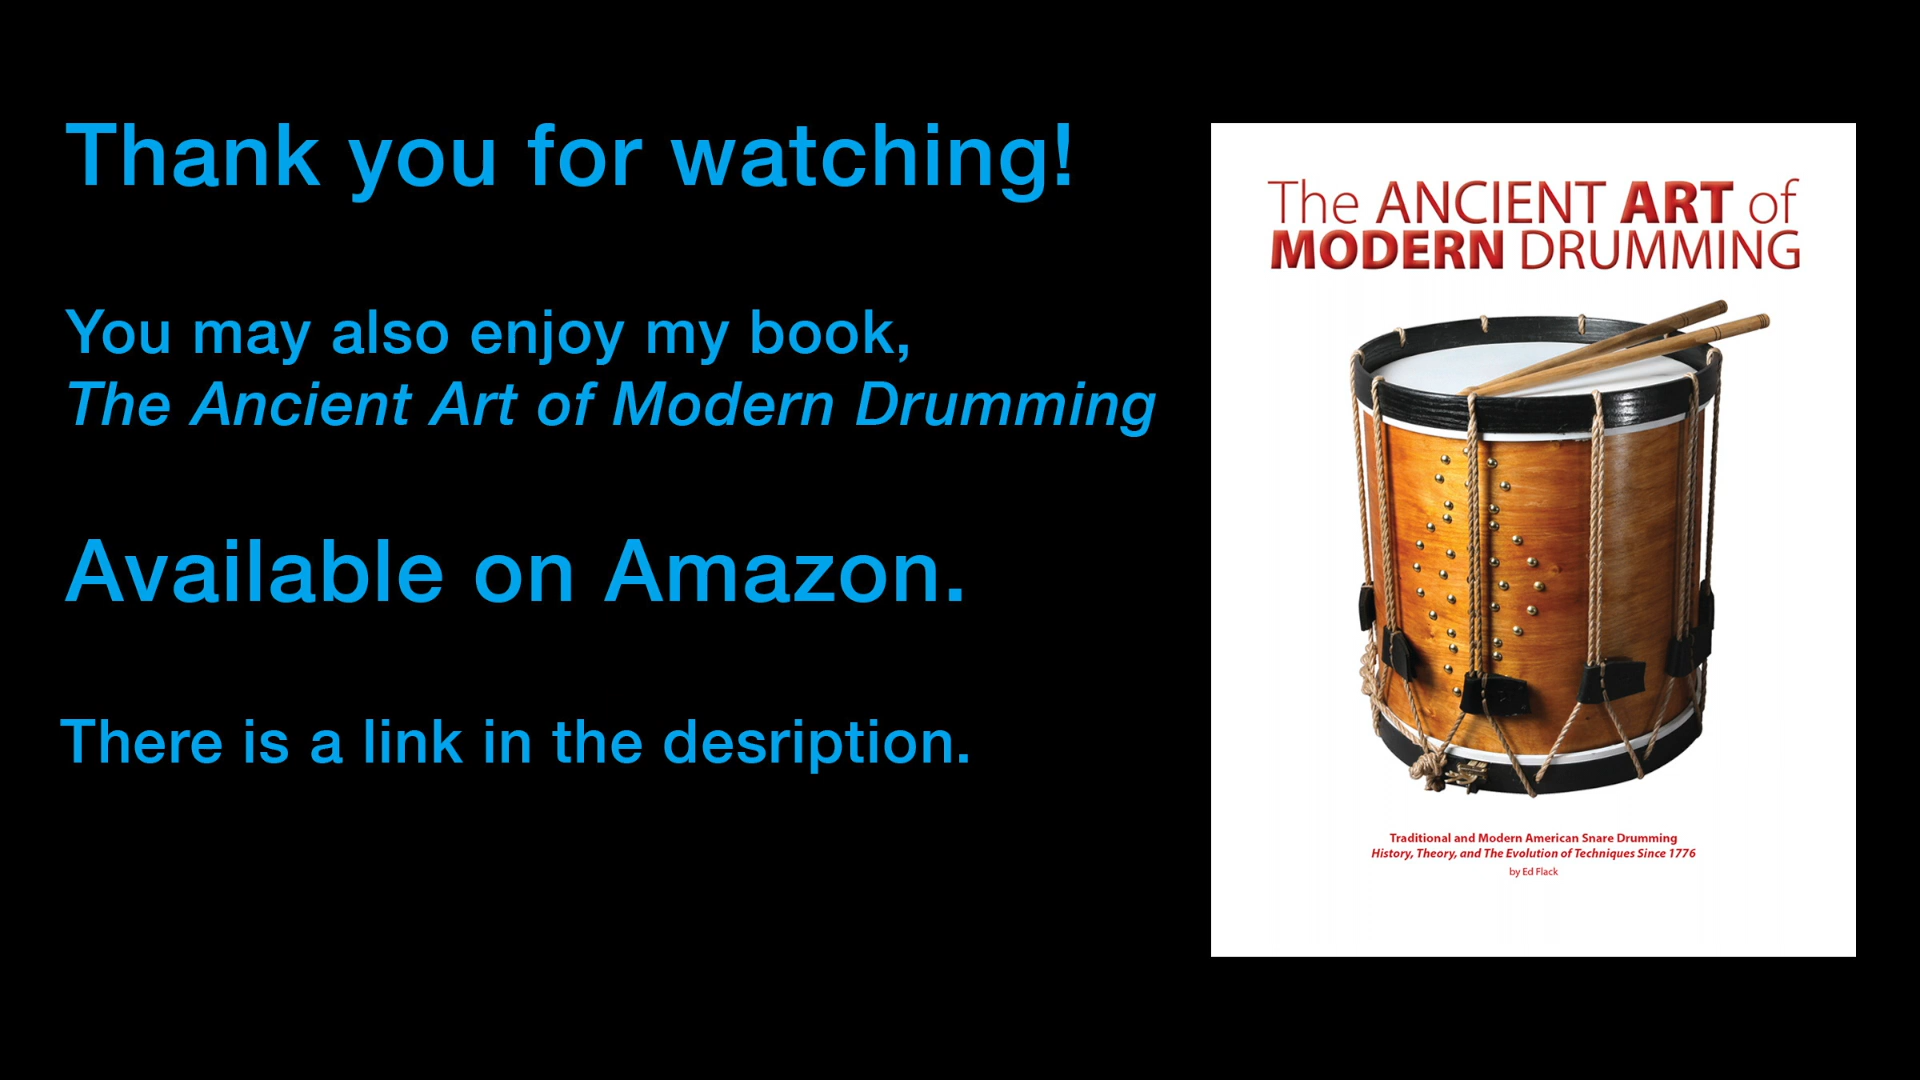 Thank you for watching!
You may also enjoy my book,
The Ancient Art of Modern Drumming
Available on Amazon.
There is a link in the desription.
The ANCIENT ART of
MODERN DRUMMING
Traditional and Modern American Snare Drumming
History, Theory, and The Evolution of Techniques Since 1776
by Ed Flack